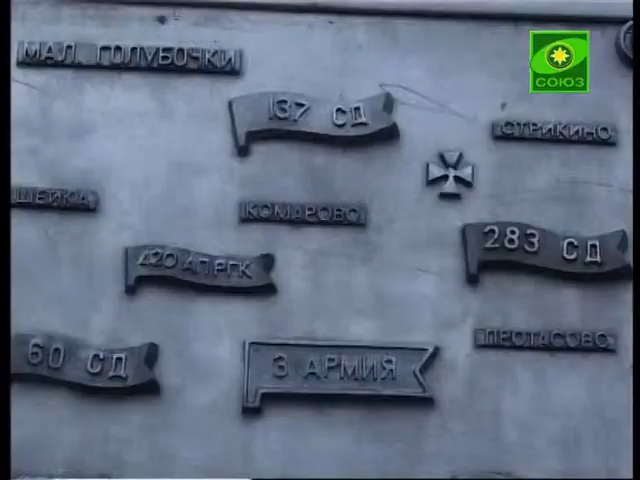 МАЛ. ГОЛУБОЧКИ
СОЮЗ
137 СД
СТРИКИНО
ШЕЙКА
КОМАРОВО
283 СД
420 АП РГК
ПРОТАСОВО
60 СД
3 АРМИЯ